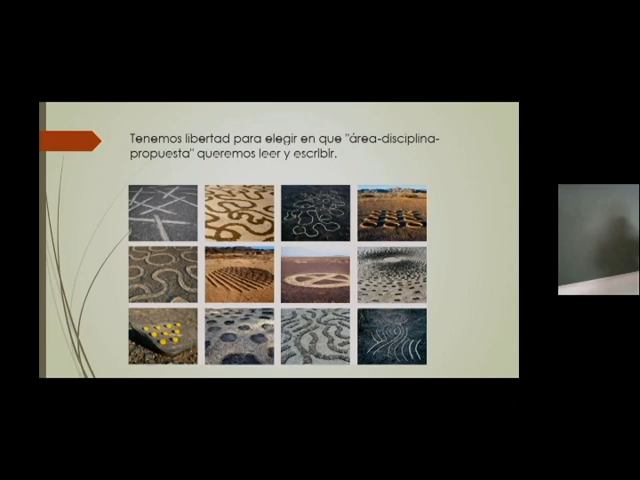 Tenemos libertad para elegir en que "área-disciplina-
propuesta" queremos leer y escribir.